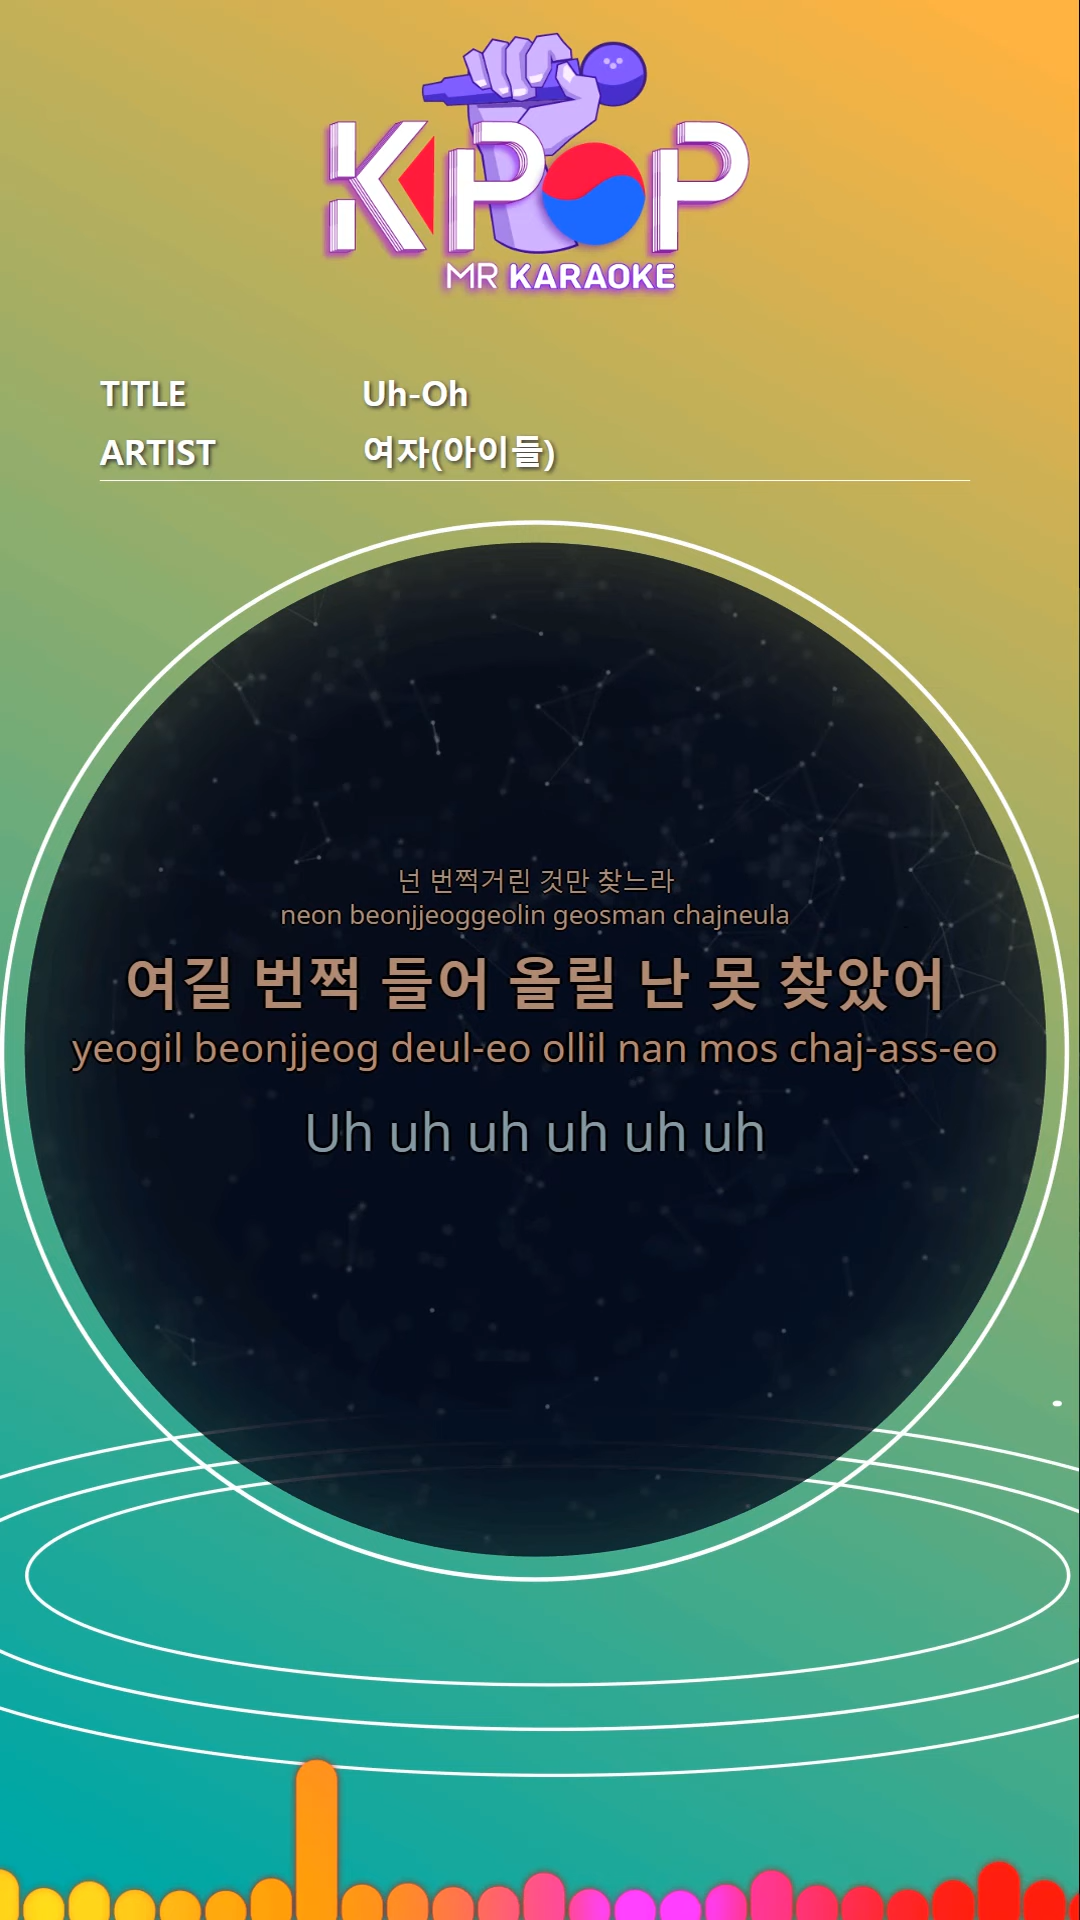 KPOP
MR KARAOKE
TITLE Uh-Oh
ARTIST 여자(아이들)
넌 번쩍거린 것만 찾느라
neon beonjjeoggeolin geosman chajneula
여길 번쩍 들어 올릴 난 못 찾았어
yeogil beonjjeog deul-eo ollil nan mos chaj-ass-eo
Uh uh uh uh uh uh